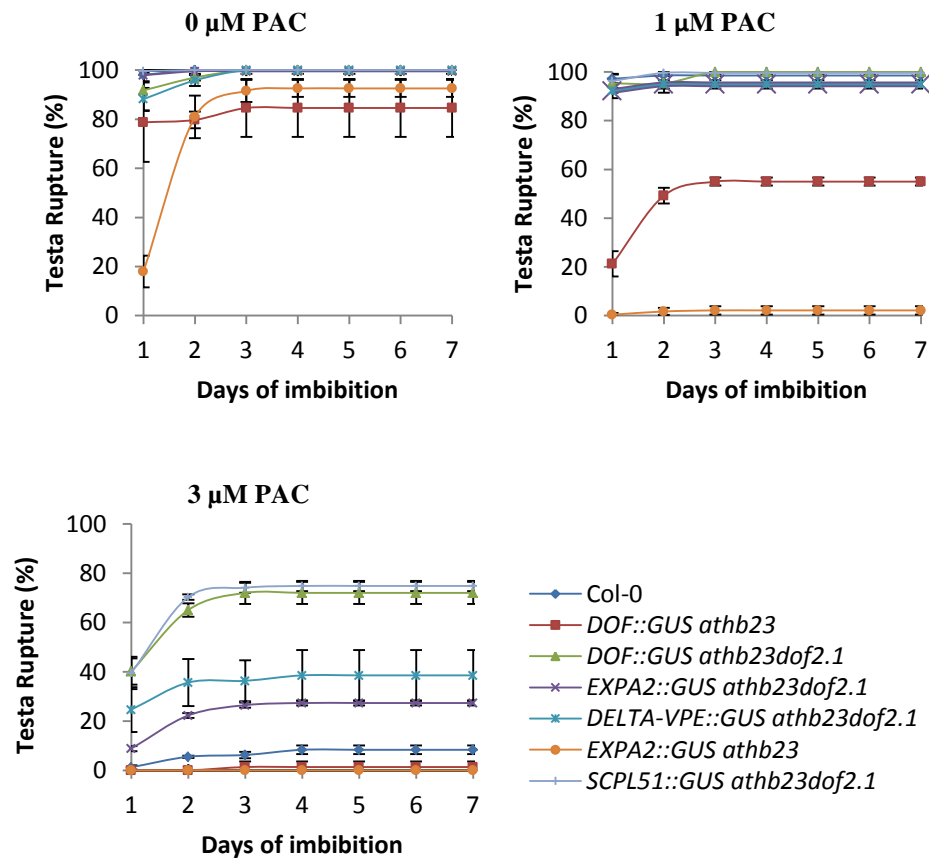 0 µM PAC
Testa Rupture (%)
100
80
60
40
20
0
1 2 3 4 5 6 7
Days of imbibition
1 µM PAC
Testa Rupture (%)
100
80
60
40
20
0
1 2 3 4 5 6 7
Days of imbibition
3 µM PAC
Testa Rupture (%)
100
80
60
40
20
0
1 2 3 4 5 6 7
Days of imbibition
Col-0
DOF::GUS athb23
DOF::GUS athb23dof2.1
EXPA2::GUS athb23dof2.1
DELTA-VPE::GUS athb23dof2.1
EXPA2::GUS athb23
SCPL51::GUS athb23dof2.1